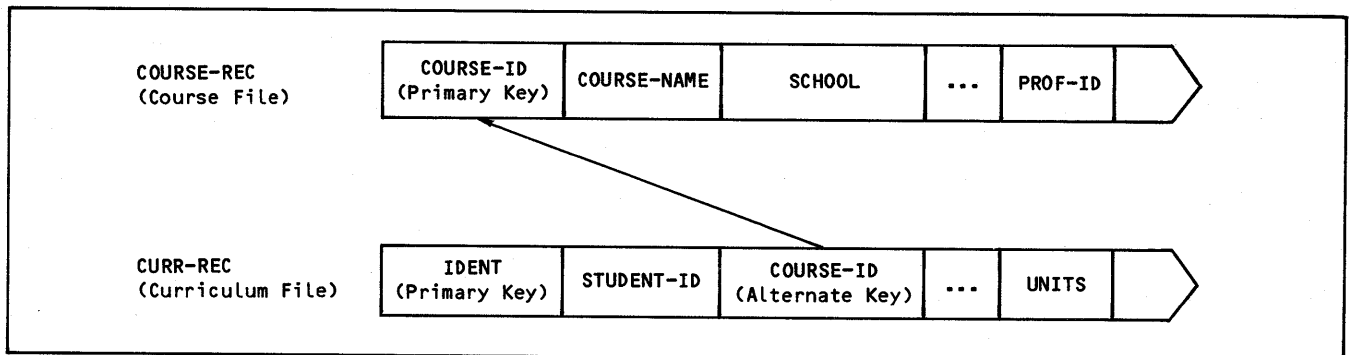 COURSE-REC
(Course File)
COURSE-ID
(Primary Key)
COURSE-NAME
SCHOOL
...
PROF-ID
CURR-REC
(Curriculum File)
IDENT
(Primary Key)
STUDENT-ID
COURSE-ID
(Alternate Key)
...
UNITS